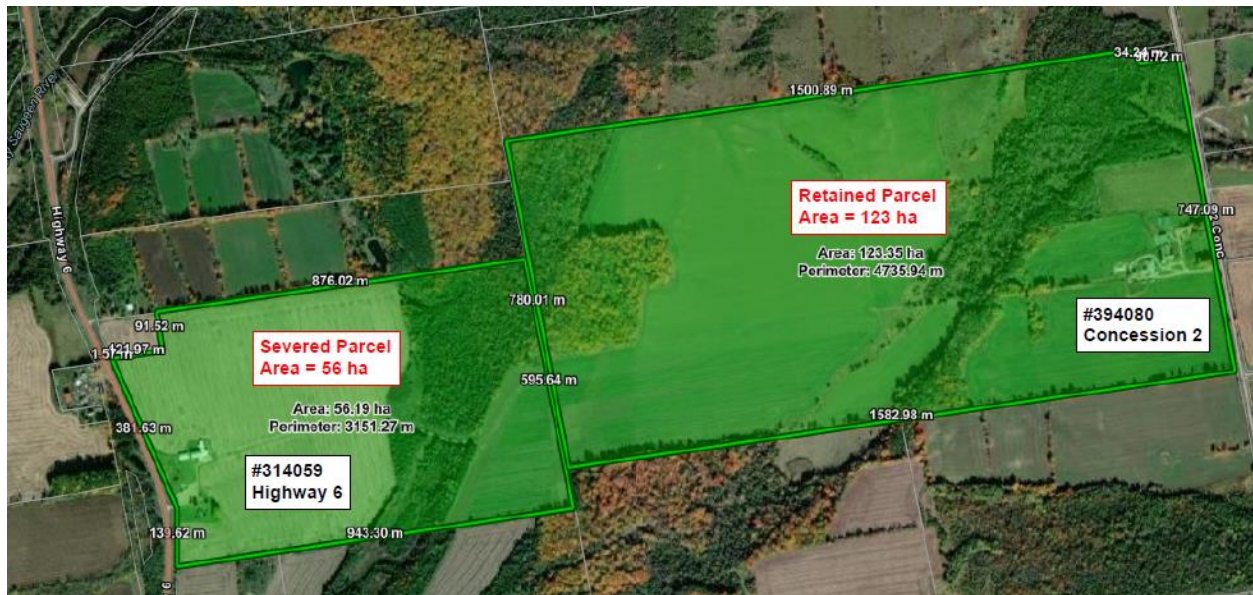 34.24 m
1500.89 m
Highway 6
Retained Parcel
Area = 123 ha
747.09 m
Area: 123.35 ha
Perimeter: 4735.94 m
876.02 m
780.01 m
91.52 m
#394080
Concession 2
Severed Parcel
Area = 56 ha
595.64 m
Area: 56.19 ha
Perimeter: 3151.27 m
1582.98 m
381.63 m
#314059
Highway 6
139.62 m
943.30 m